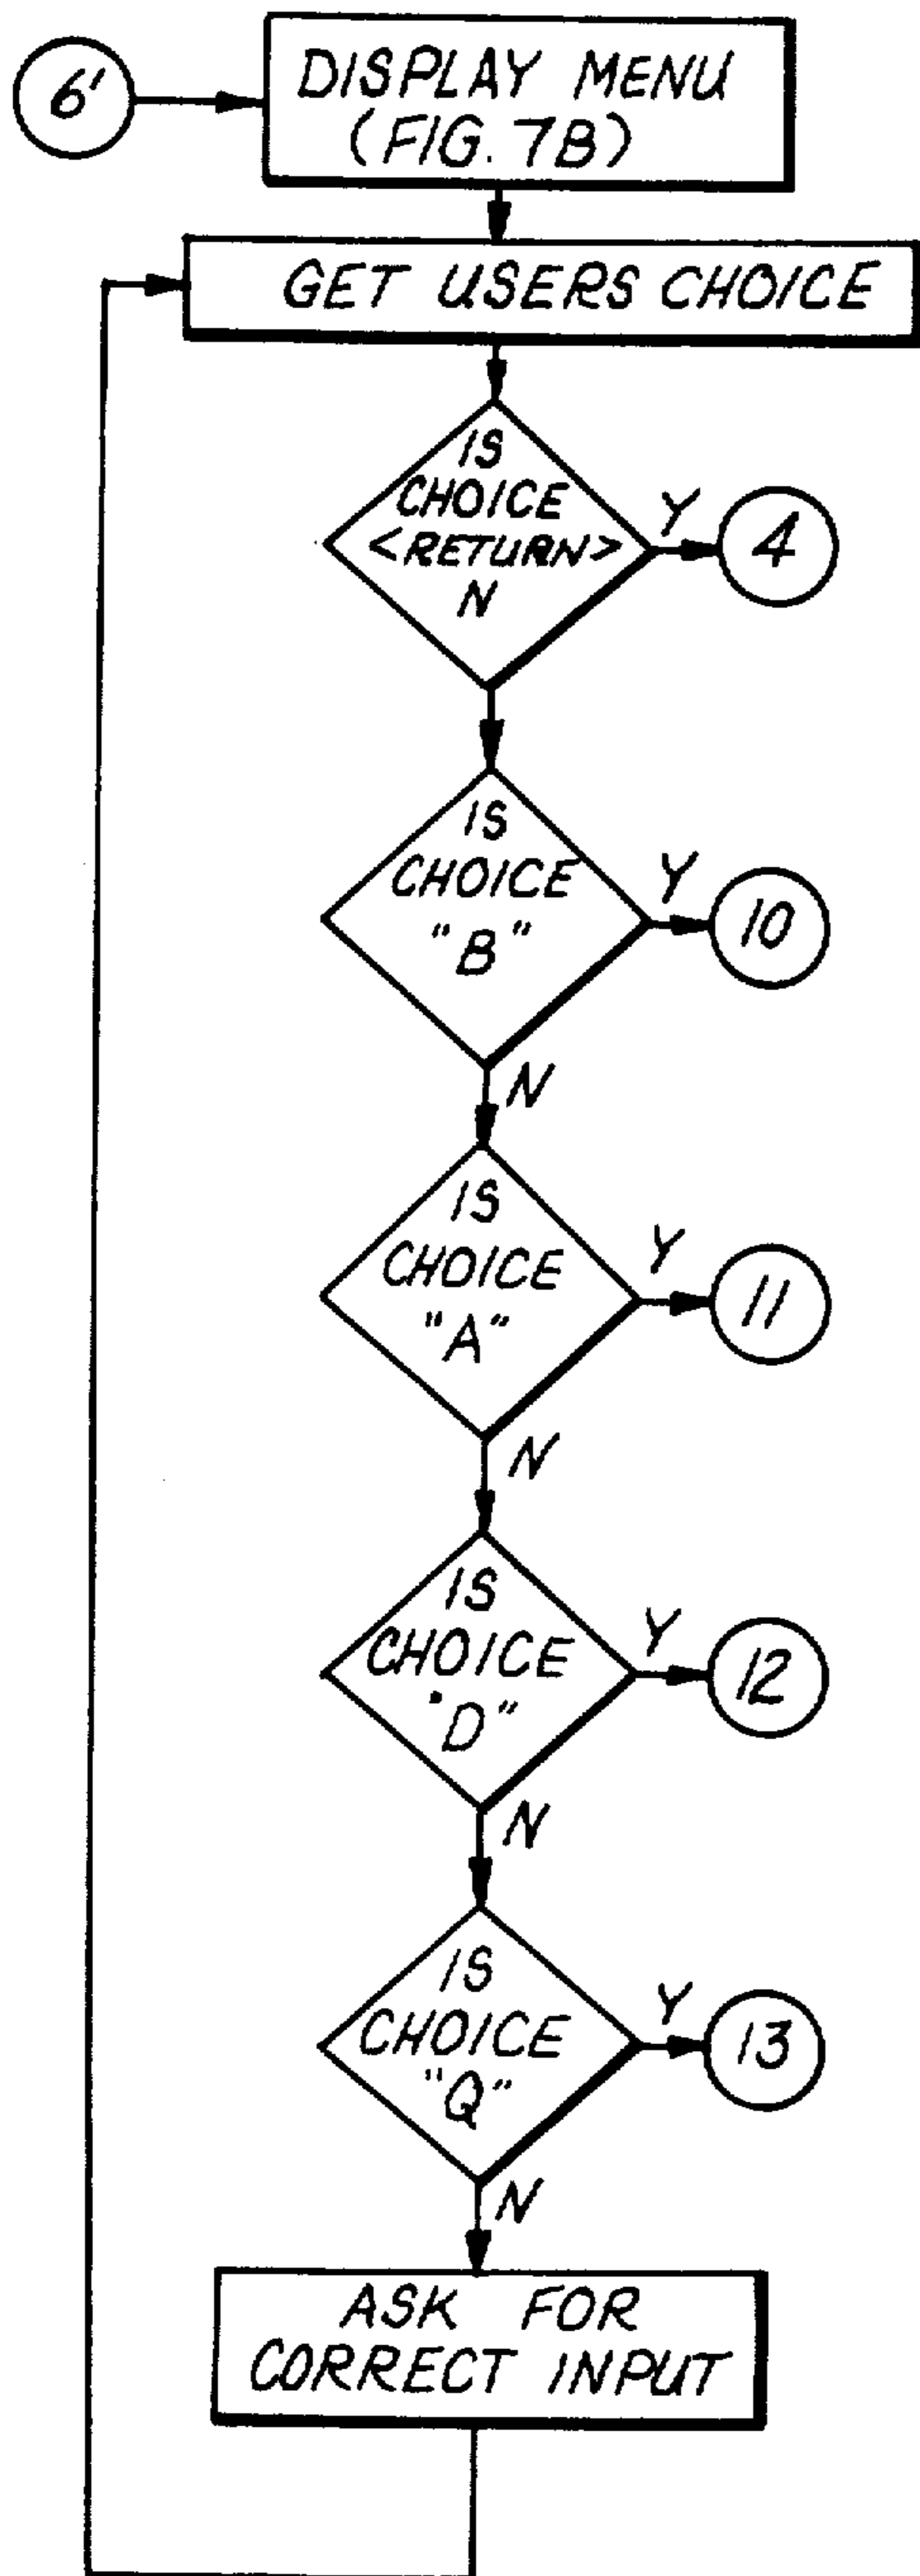 6'
DISPLAY MENU
(FIG. 7B)
GET USERS CHOICE
IS
CHOICE
<RETURN>
N
Y
4
IS
CHOICE
"B"
Y
10
N
IS
CHOICE
"A"
Y
11
N
IS
CHOICE
"D"
Y
12
N
IS
CHOICE
"Q"
Y
13
N
ASK FOR
CORRECT INPUT